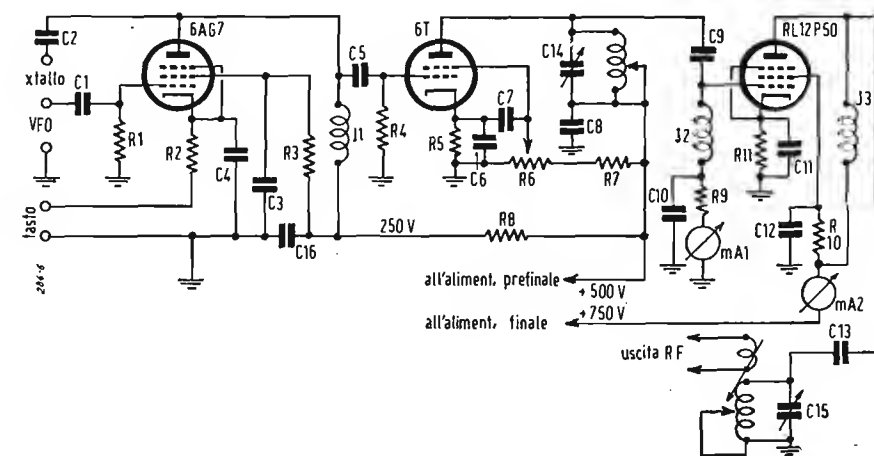 6AG7
6T
RL12P50
C2
xtallo
C1
VFO
R1
R2
C4
C3
R3
J1
C5
R4
R5
C6
C7
R6
R7
C14
C8
C9
J2
C10
R9
mA1
R11
C11
C12
R
10
J3
mA2
tasto
C16
250 V
R8
all'aliment. prefinale
+ 500 V
+ 750 V
all'aliment. finale
uscita RF
C13
C15
284-6